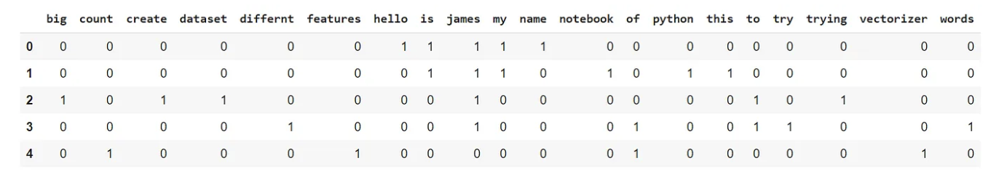 big count create dataset differnt features hello is james my name notebook of python this to try trying vectorizer words
0 0 0 0 0 0 0 1 1 1 1 1 0 0 0 0 0 0 0 0 0
1 0 0 0 0 0 0 0 1 1 1 0 1 0 1 1 0 0 0 0 0
2 1 0 1 1 0 0 0 0 1 0 0 0 0 0 0 1 0 1 0 0
3 0 0 0 0 1 0 0 0 1 0 0 0 1 0 0 1 1 0 0 1
4 0 1 0 0 0 1 0 0 0 0 0 0 1 0 0 0 0 0 1 0